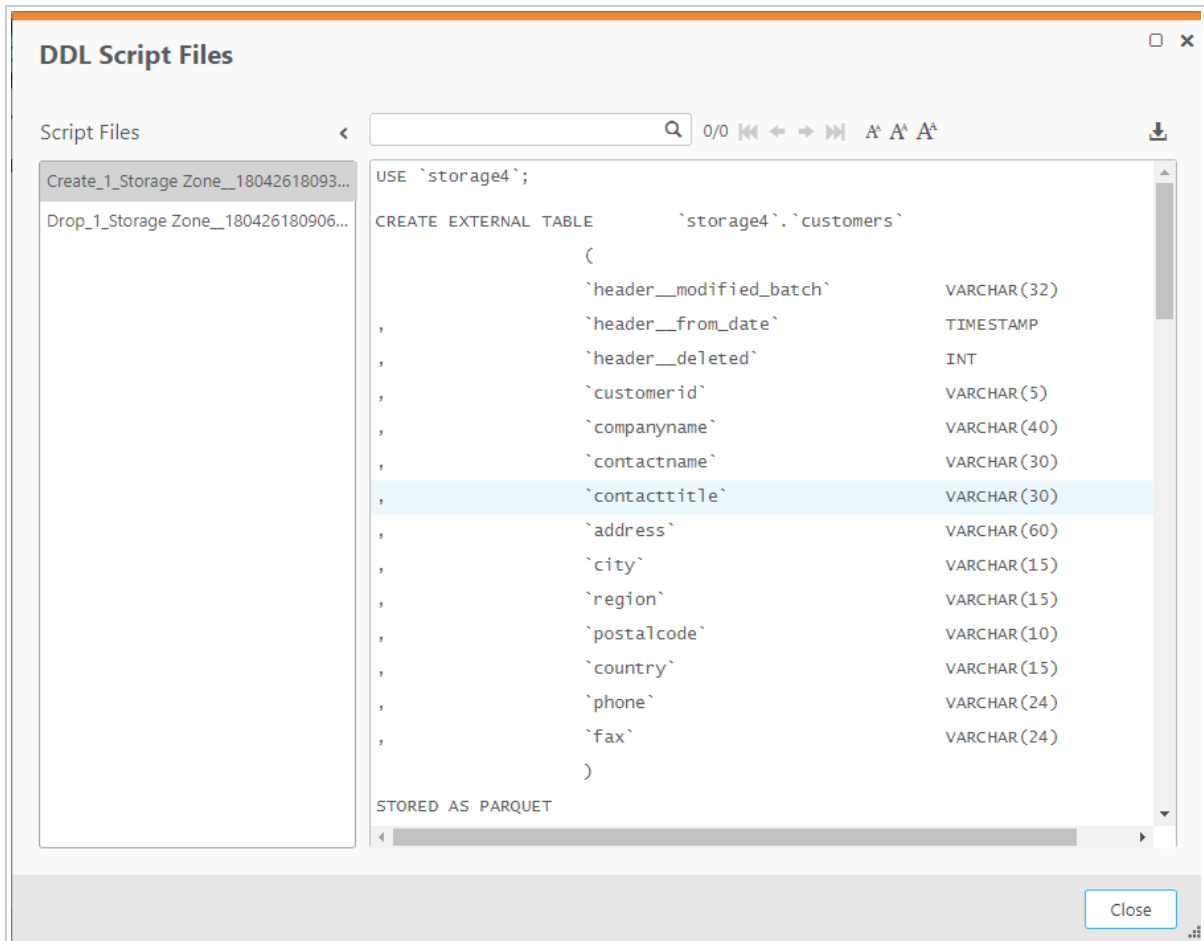 DDL Script Files
Script Files
0/0 A^A A^A A^A
Create_1_Storage Zone__18042618093...
Drop_1_Storage Zone__180426180906...
USE `storage4`;
CREATE EXTERNAL TABLE `storage4`.`customers`
(
`header__modified_batch` VARCHAR(32)
, `header__from_date` TIMESTAMP
, `header__deleted` INT
, `customerid` VARCHAR(5)
, `companyname` VARCHAR(40)
, `contactname` VARCHAR(30)
, `contacttitle` VARCHAR(30)
, `address` VARCHAR(60)
, `city` VARCHAR(15)
, `region` VARCHAR(15)
, `postalcode` VARCHAR(10)
, `country` VARCHAR(15)
, `phone` VARCHAR(24)
, `fax` VARCHAR(24)
)
STORED AS PARQUET
Close